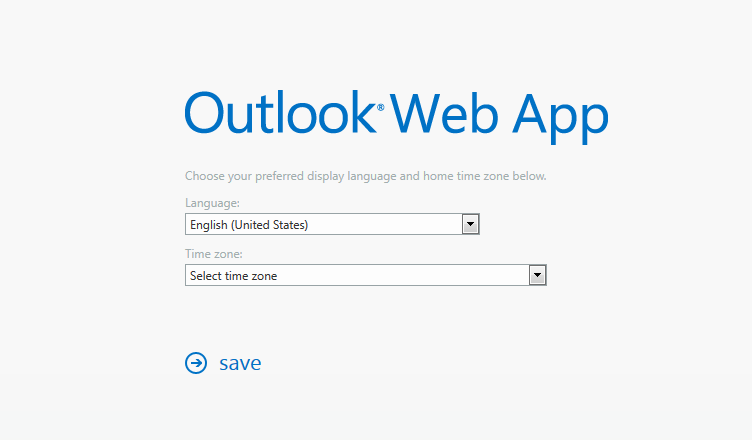 Outlook® Web App
Choose your preferred display language and home time zone below.
Language:
English (United States)
Time zone:
Select time zone
save